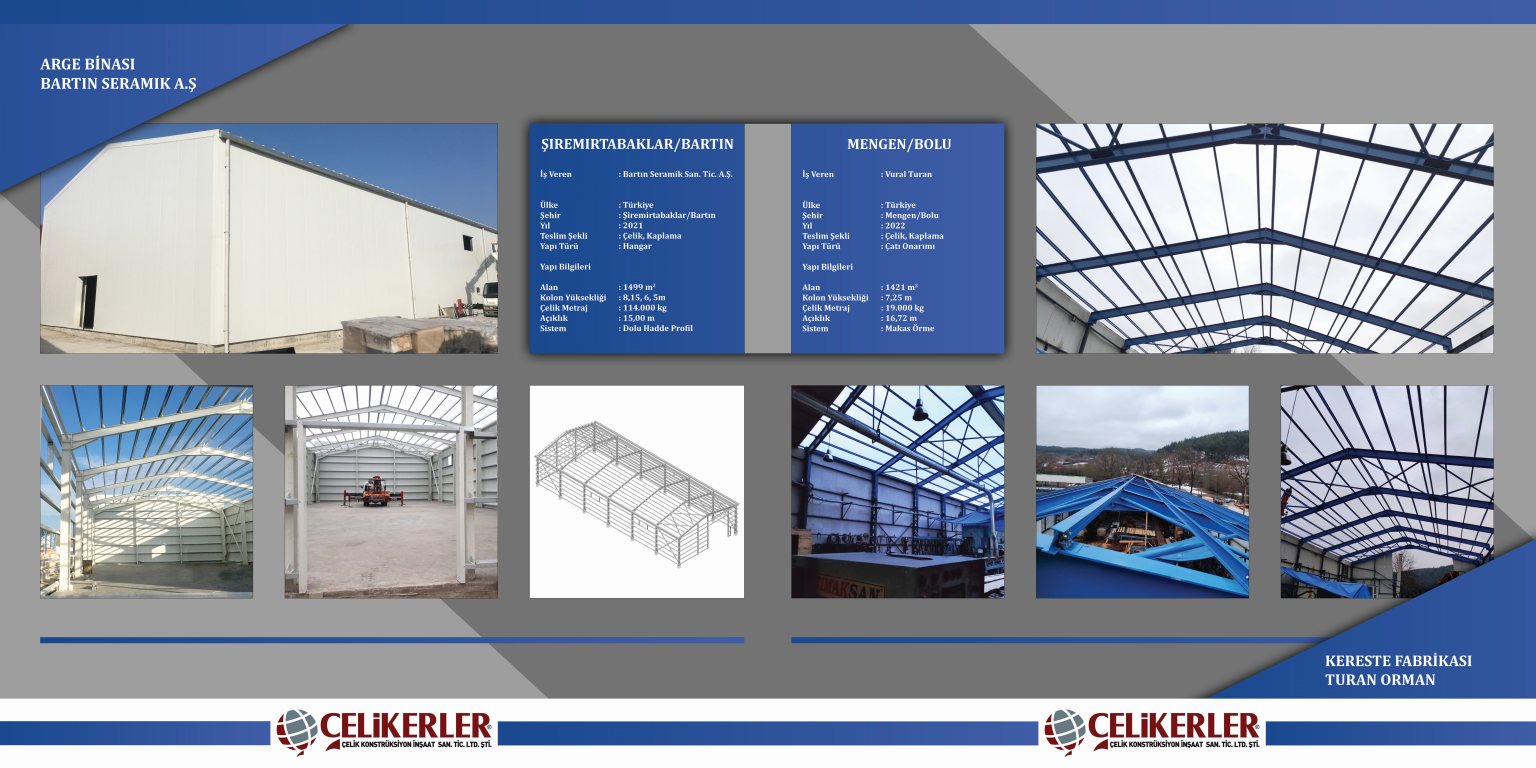 ARGE BİNASI
BARTIN SERAMIK A.Ş
ŞIREMIRTABAKLAR/BARTIN
İş Veren : Bartın Seramik San. Tic. A.Ş.
Ülke : Türkiye
Şehir : Şiremirtabaklar/Bartın
Yıl : 2021
Teslim Şekli : Çelik, Kaplama
Yapı Türü : Hangar
Yapı Bilgileri
Alan : 1499 m²
Kolon Yüksekliği : 8,15, 6, 5m
Çelik Metraj : 114.000 kg
Açıklık : 15,00 m
Sistem : Dolu Hadde Profil
MENGEN/BOLU
İş Veren : Vural Turan
Ülke : Türkiye
Şehir : Mengen/Bolu
Yıl : 2022
Teslim Şekli : Çelik, Kaplama
Yapı Türü : Çatı Onarımı
Yapı Bilgileri
Alan : 1421 m²
Kolon Yüksekliği : 7,25 m
Çelik Metraj : 19.000 kg
Açıklık : 16,72 m
Sistem : Makas Örme
MAKSAN
KERESTE FABRİKASI
TURAN ORMAN
ÇELiKERLER®
ÇELİK KONSTRÜKSİYON İNŞAAT SAN. TİC. LTD. ŞTİ.
ÇELiKERLER®
ÇELİK KONSTRÜKSİYON İNŞAAT SAN. TİC. LTD. ŞTİ.